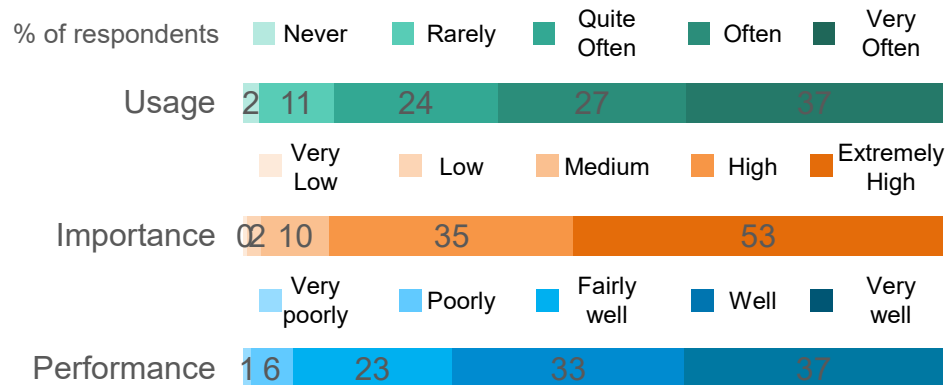 % of respondents Never Rarely Quite Often Often Very Often
Usage 2 11 24 27 37
Very Low Low Medium High Extremely High
Importance 0 2 10 35 53
Very poorly Poorly Fairly well Well Very well
Performance 1 6 23 33 37